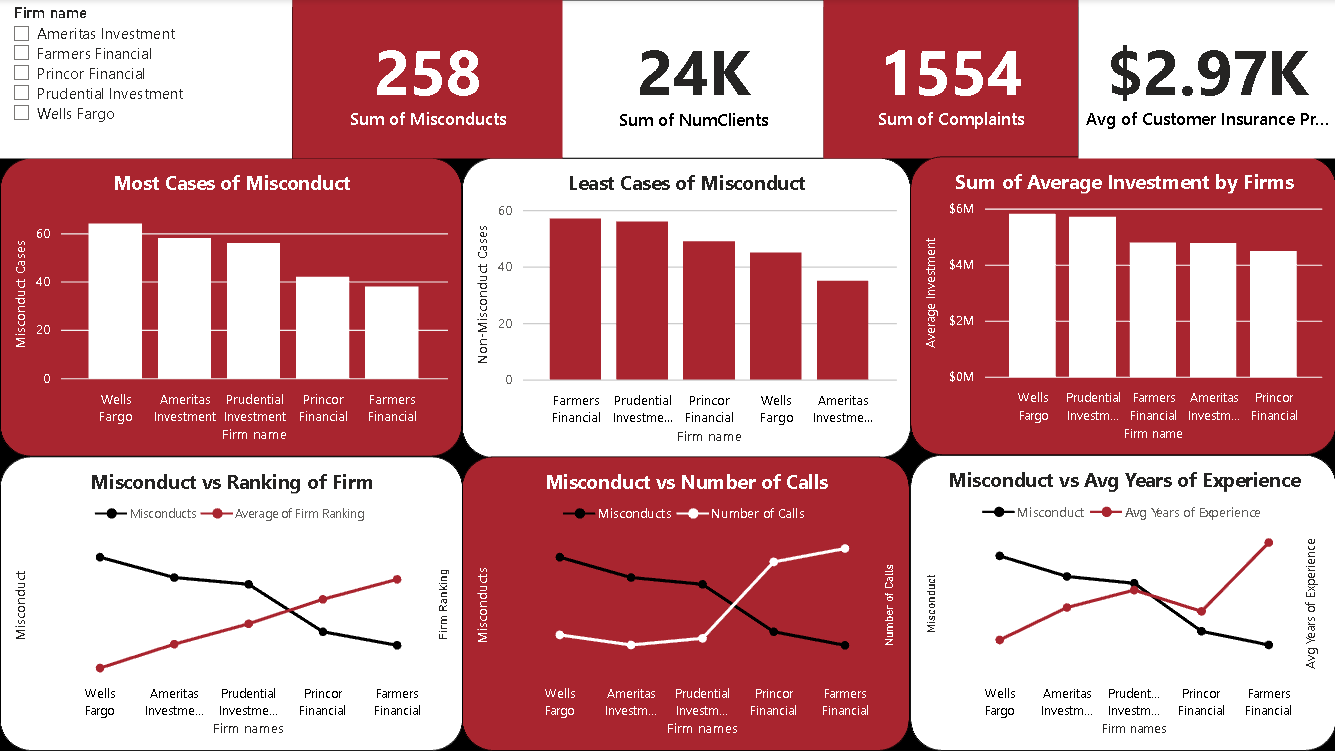 Firm name
Ameritas Investment
Farmers Financial
Princor Financial
Prudential Investment
Wells Fargo
258
Sum of Misconducts
24K
Sum of NumClients
1554
Sum of Complaints
$2.97K
Avg of Customer Insurance Pr...
Most Cases of Misconduct
Misconduct Cases
60
40
20
0
Wells Fargo
Ameritas Investment
Prudential Investment
Princor Financial
Farmers Financial
Firm name
Least Cases of Misconduct
Non-Misconduct Cases
60
40
20
0
Farmers Financial
Prudential Investme...
Princor Financial
Wells Fargo
Ameritas Investme...
Firm name
Sum of Average Investment by Firms
Average Investment
$6M
$4M
$2M
$0M
Wells Fargo
Prudential Investm...
Farmers Financial
Ameritas Investm...
Princor Financial
Firm name
Misconduct vs Ranking of Firm
Misconducts
Average of Firm Ranking
Misconduct
Firm Ranking
Wells Fargo
Ameritas Investme...
Prudential Investme...
Princor Financial
Farmers Financial
Firm names
Misconduct vs Number of Calls
Misconducts
Number of Calls
Misconducts
Number of Calls
Wells Fargo
Ameritas Investm...
Prudential Investm...
Princor Financial
Farmers Financial
Firm names
Misconduct vs Avg Years of Experience
Misconduct
Avg Years of Experience
Misconduct
Avg Years of Experience
Wells Fargo
Ameritas Investm...
Prudent... Investm...
Princor Financial
Farmers Financial
Firm names